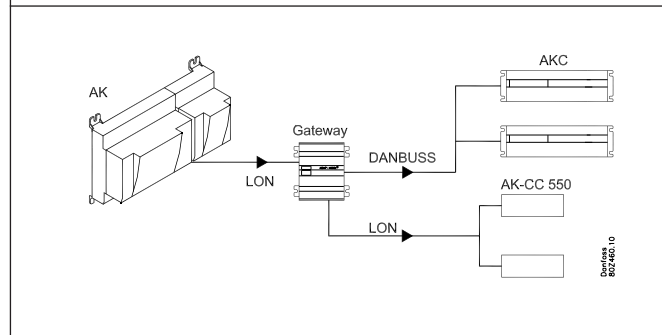 AK
LON
Gateway
DANBUSS
LON
AKC
AK-CC 550
Danfoss
80Z460.10